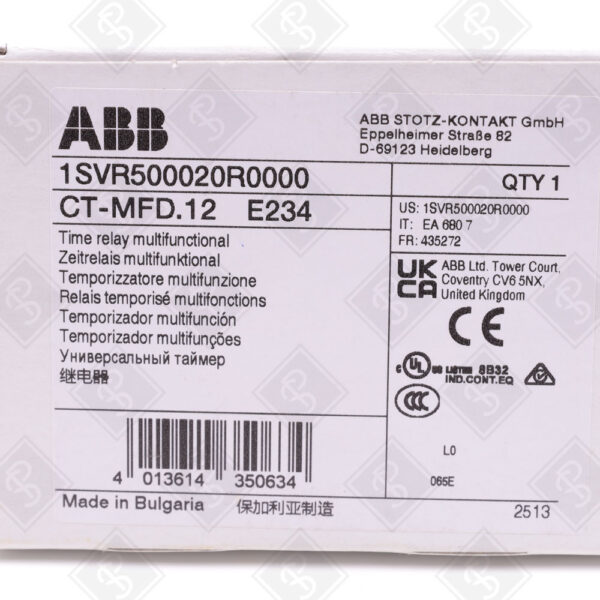 ABB
ABB STOTZ-KONTAKT GmbH
Eppelheimer Straße 82
D-69123 Heidelberg
1SVR500020R0000
QTY 1
CT-MFD.12 E234
US: 1SVR500020R0000
IT: EA 680 7
FR: 435272
Time relay multifunctional
Zeitrelais multifunktional
Temporizzatore multifunzione
Relais temporisé multifonctions
Temporizador multifunción
Temporizador multifunções
Универсальный таймер
继电器
UK
CA
ABB Ltd. Tower Court,
Coventry CV6 5NX,
United Kingdom
CE
C UL US LISTED 8B32
IND.CONT.EQ
CCC
L0
065E
4 013614 350634
Made in Bulgaria 保加利亚制造
2513